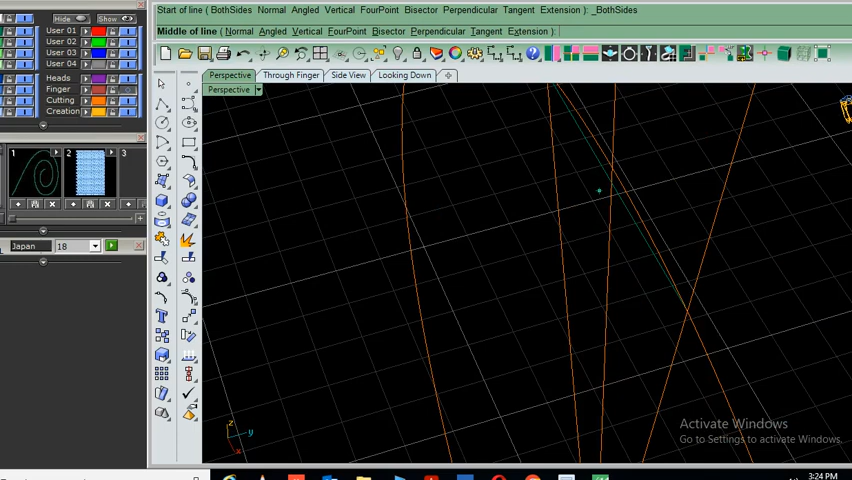 Start of line ( BothSides Normal Angled Vertical FourPoint Bisector Perpendicular Tangent Extension ): _BothSides
Middle of line ( Normal Angled Vertical FourPoint Bisector Perpendicular Tangent Extension ):
Hide
Show
User 01
User 02
User 03
User 04
Heads
Finger
Cutting
Creation
1
2
3
Japan
18
Perspective
Through Finger
Side View
Looking Down
Perspective
z
y
x
Activate Windows
Go to Settings to activate Windows.
3:24 PM